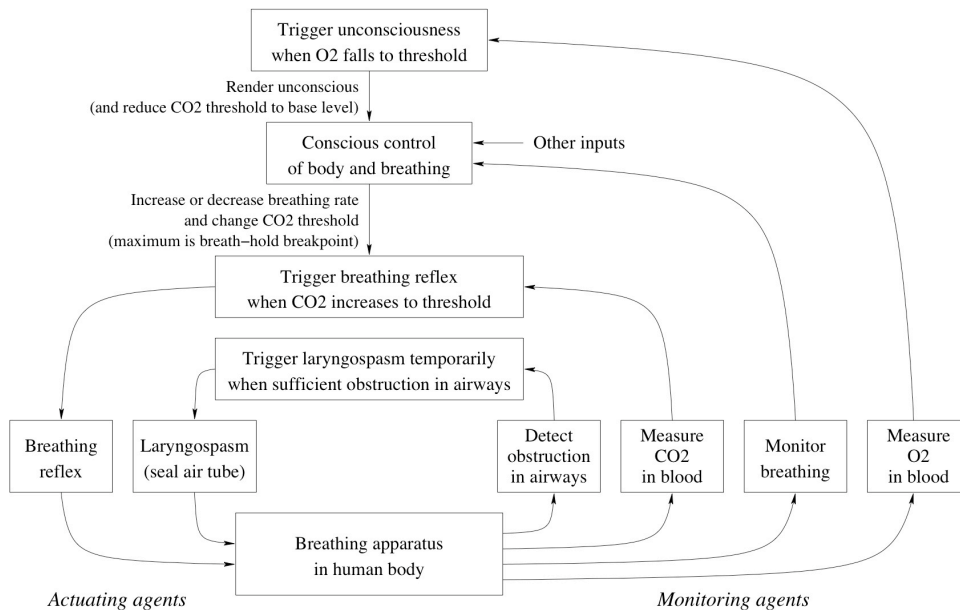 Trigger unconsciousness
when O2 falls to threshold
Render unconscious
(and reduce CO2 threshold to base level)
Conscious control
of body and breathing
Other inputs
Increase or decrease breathing rate
and change CO2 threshold
(maximum is breath−hold breakpoint)
Trigger breathing reflex
when CO2 increases to threshold
Trigger laryngospasm temporarily
when sufficient obstruction in airways
Breathing
reflex
Laryngospasm
(seal air tube)
Detect
obstruction
in airways
Measure
CO2
in blood
Monitor
breathing
Measure
O2
in blood
Breathing apparatus
in human body
Actuating agents
Monitoring agents